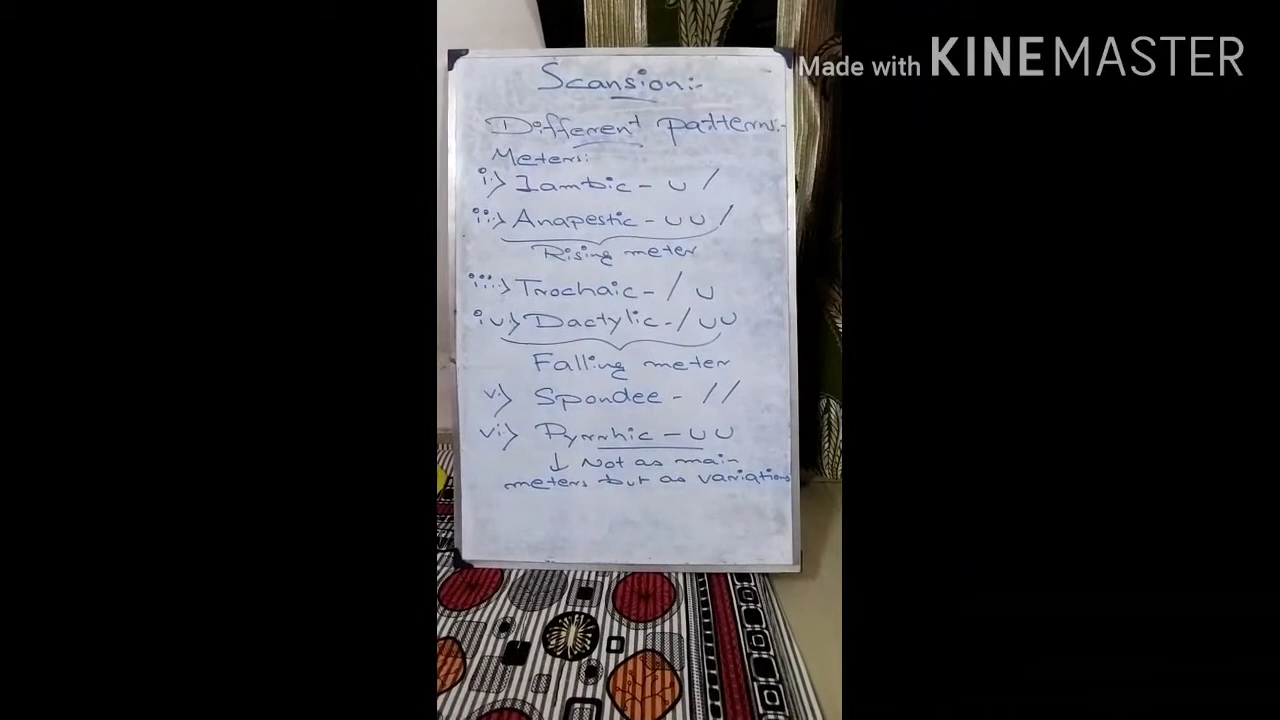 Made with KINEMASTER
Scansion:-
Different patterns:-
Meters:
i.) Iambic - ∪ /
ii.) Anapestic - ∪∪ /
Rising meter
iii.) Trochaic - / ∪
iv.) Dactylic - / ∪∪
Falling meter
v.) Spondee - //
vi.) Pyrrhic - ∪∪
↓ Not as main
meters but as variations